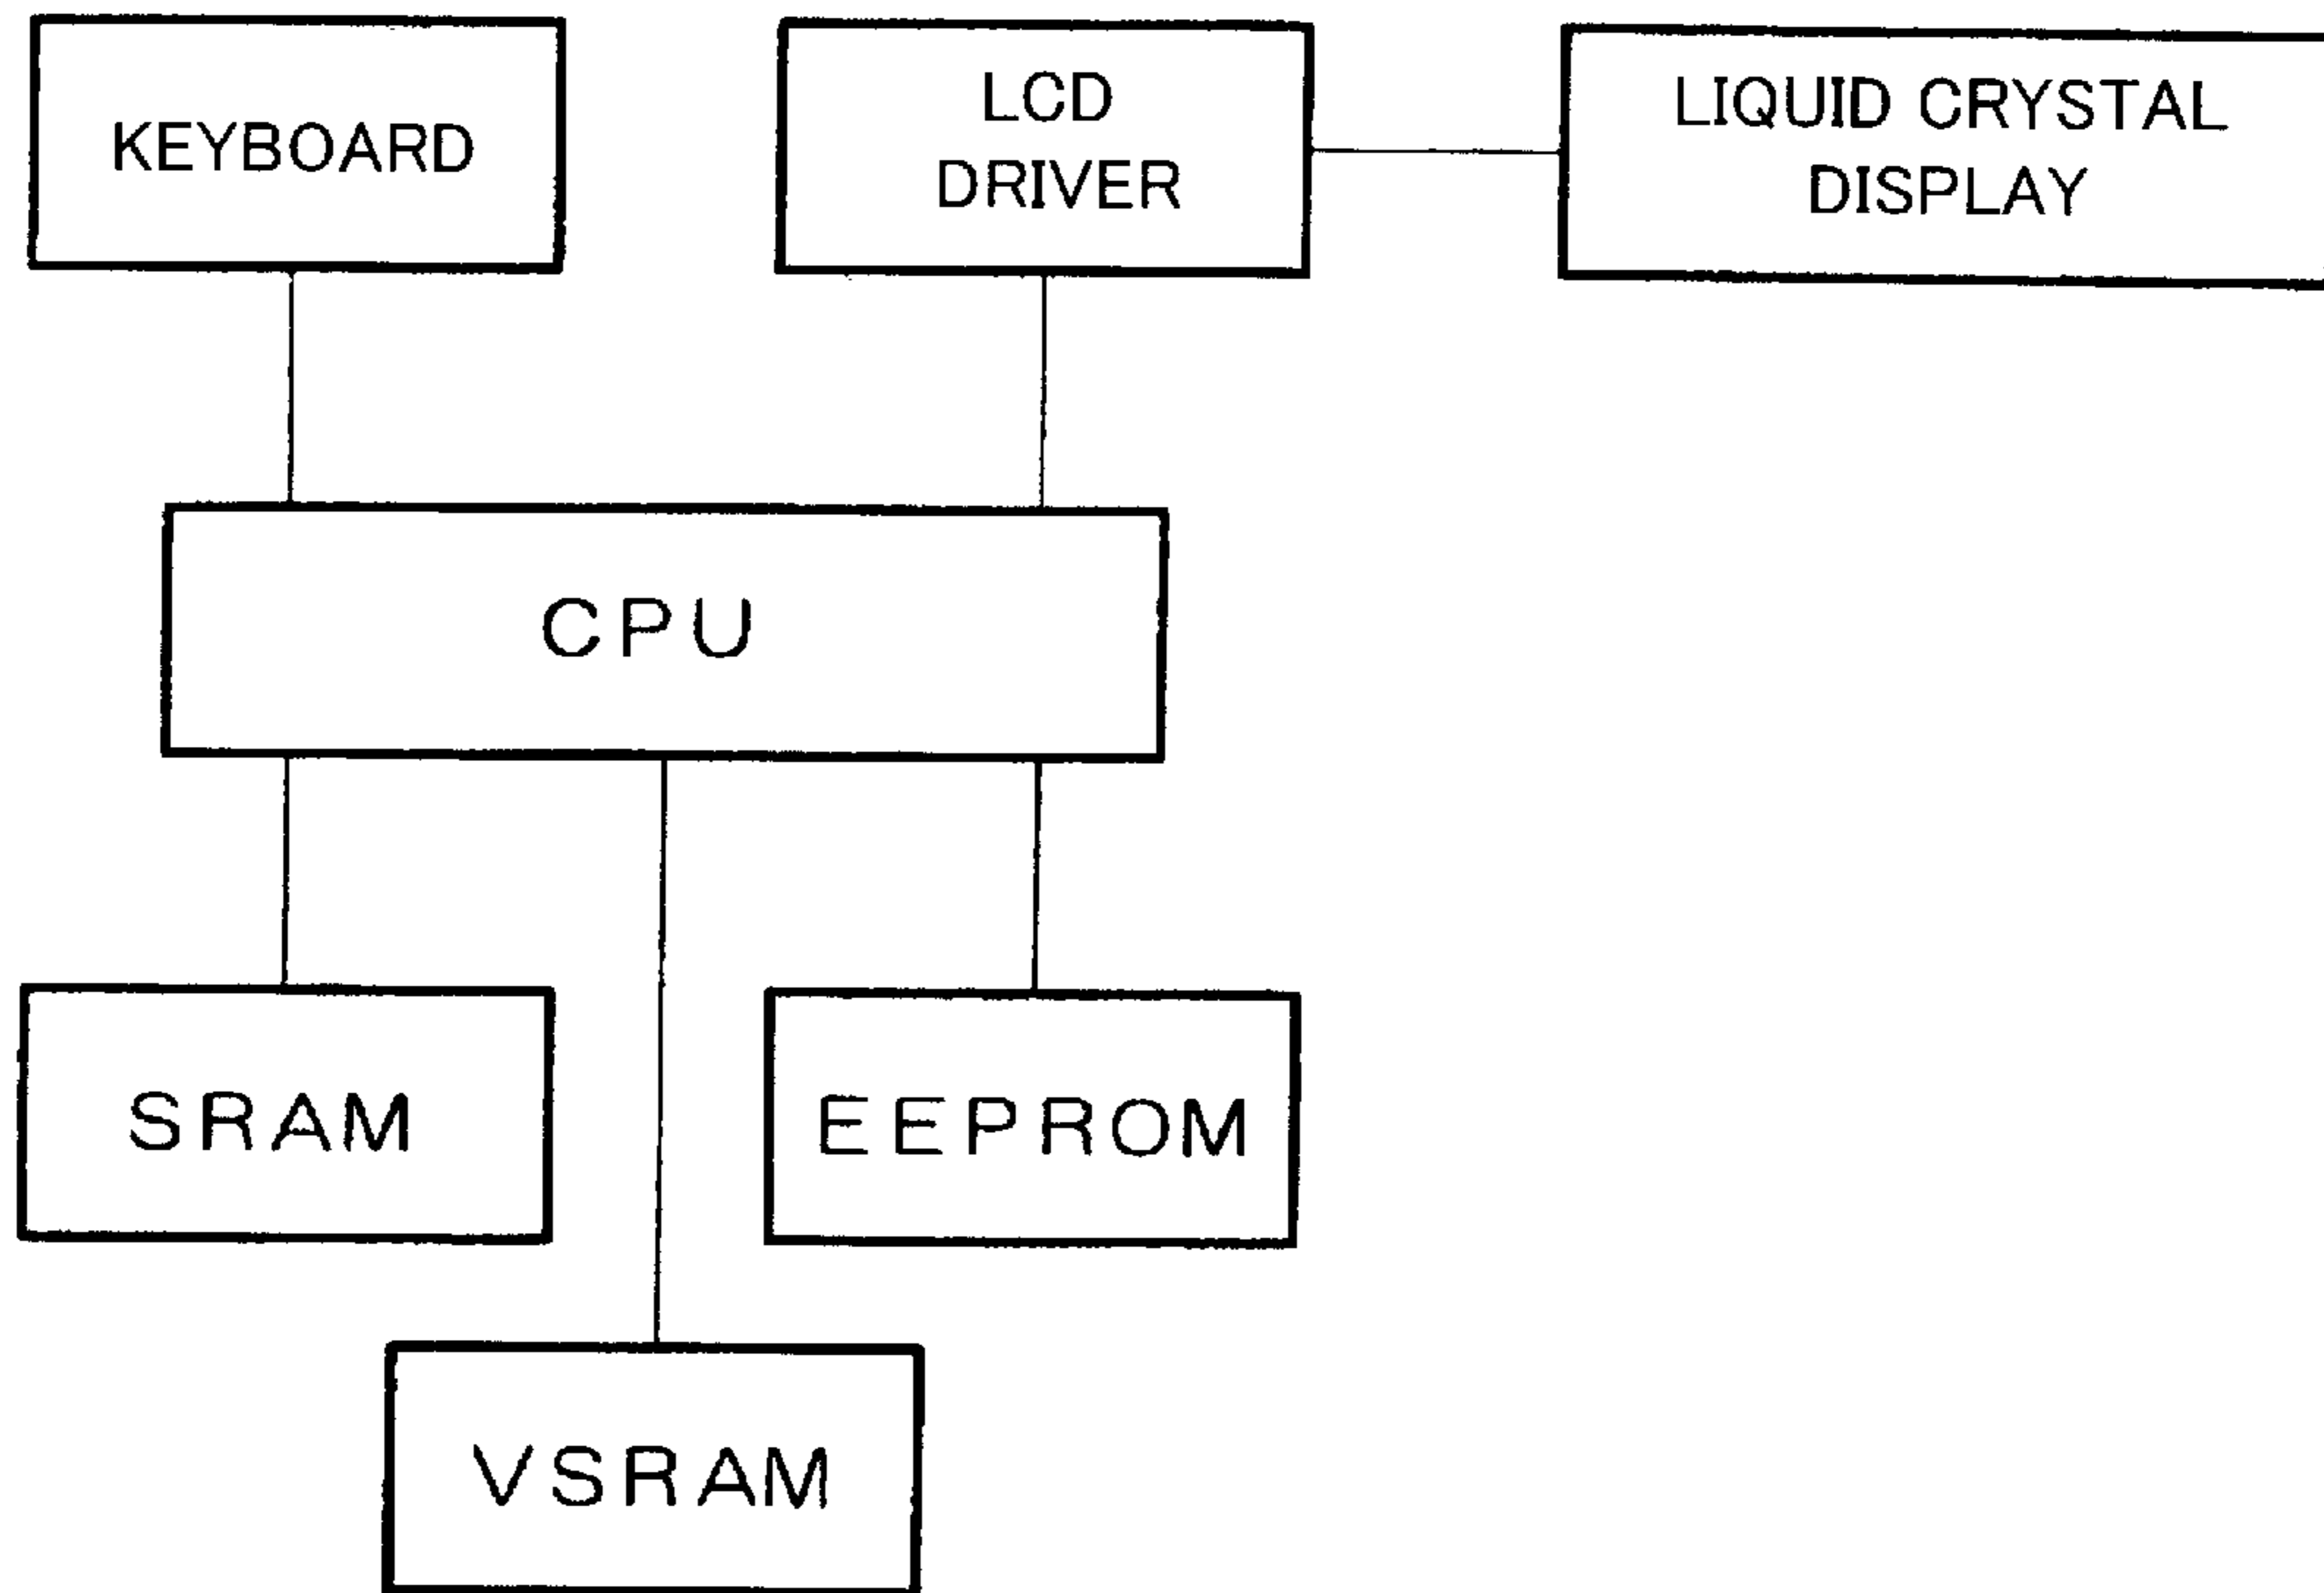 KEYBOARD
LCD
DRIVER
LIQUID CRYSTAL
DISPLAY
CPU
SRAM
EEPROM
VSRAM